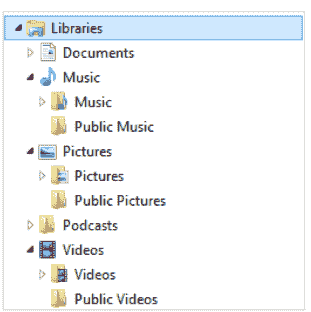 Libraries
Documents
Music
Music
Public Music
Pictures
Pictures
Public Pictures
Podcasts
Videos
Videos
Public Videos